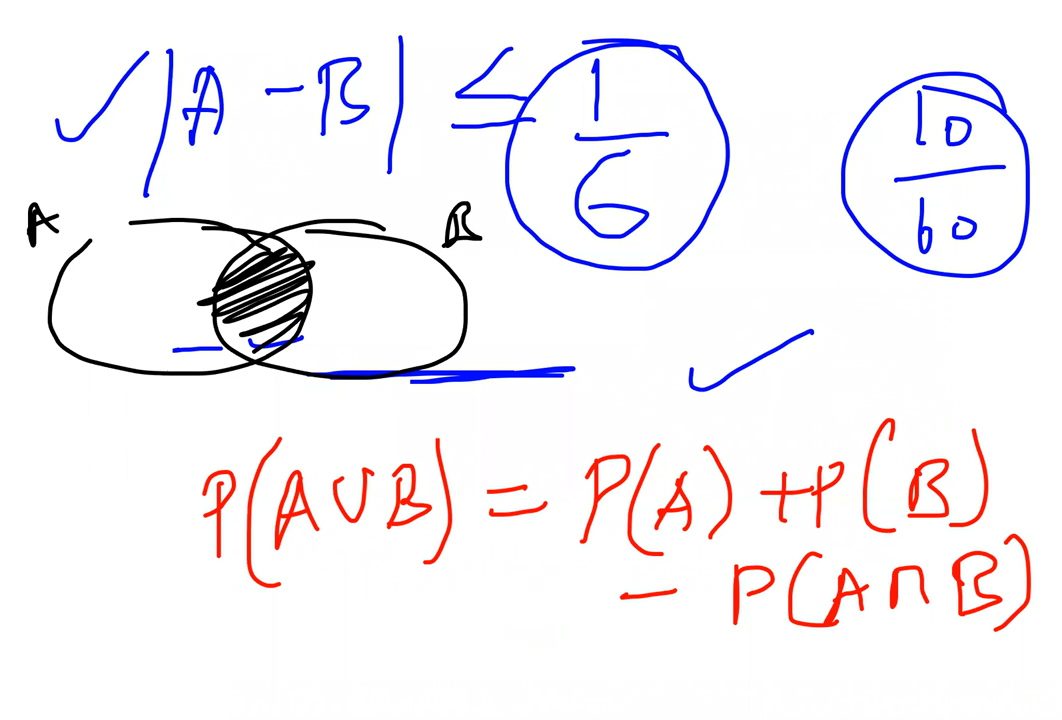 ✓ |A - B| ≤ 1/6
10/60
A B
P(A∪B) = P(A) + P(B)
- P(A∩B)